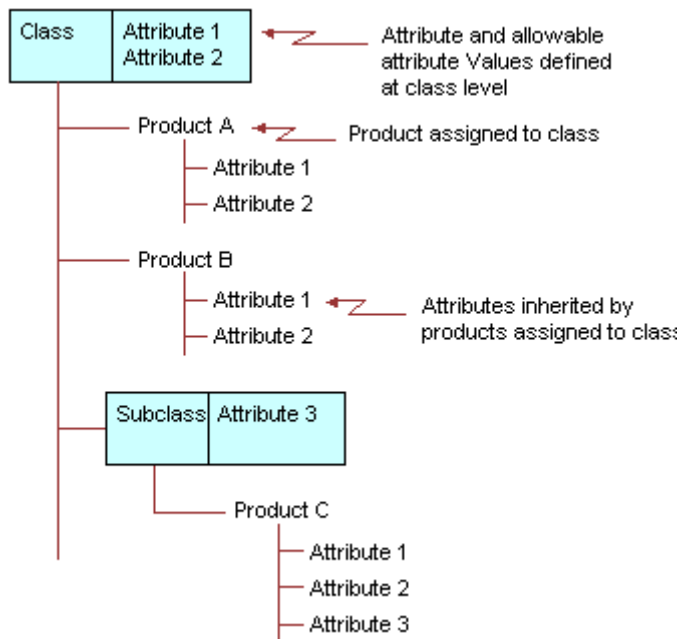 Class
Attribute 1
Attribute 2
Attribute and allowable
attribute Values defined
at class level
Product A
Product assigned to class
Attribute 1
Attribute 2
Product B
Attribute 1
Attribute 2
Attributes inherited by
products assigned to class
Subclass
Attribute 3
Product C
Attribute 1
Attribute 2
Attribute 3